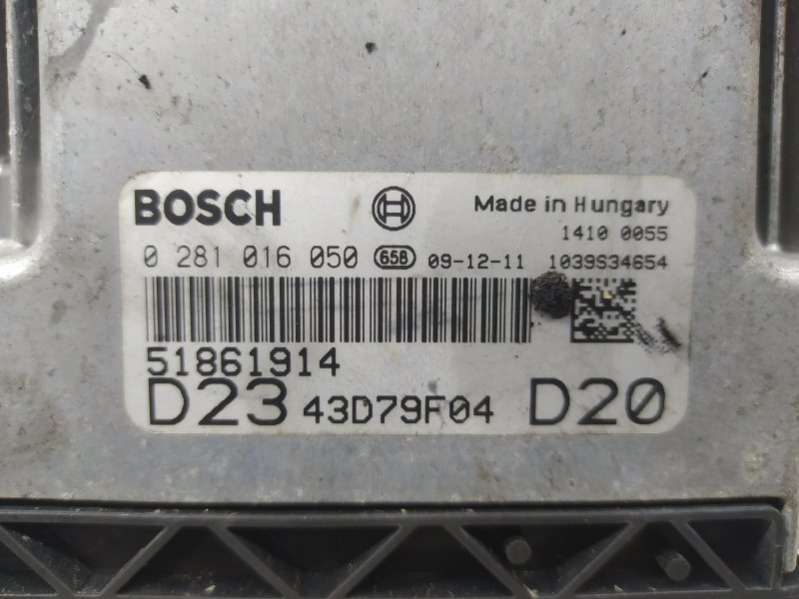 BOSCH Made in Hungary
1410 0055
0 281 016 050 658 09-12-11 1039S34654
51861914
D23 43D79F04 D20